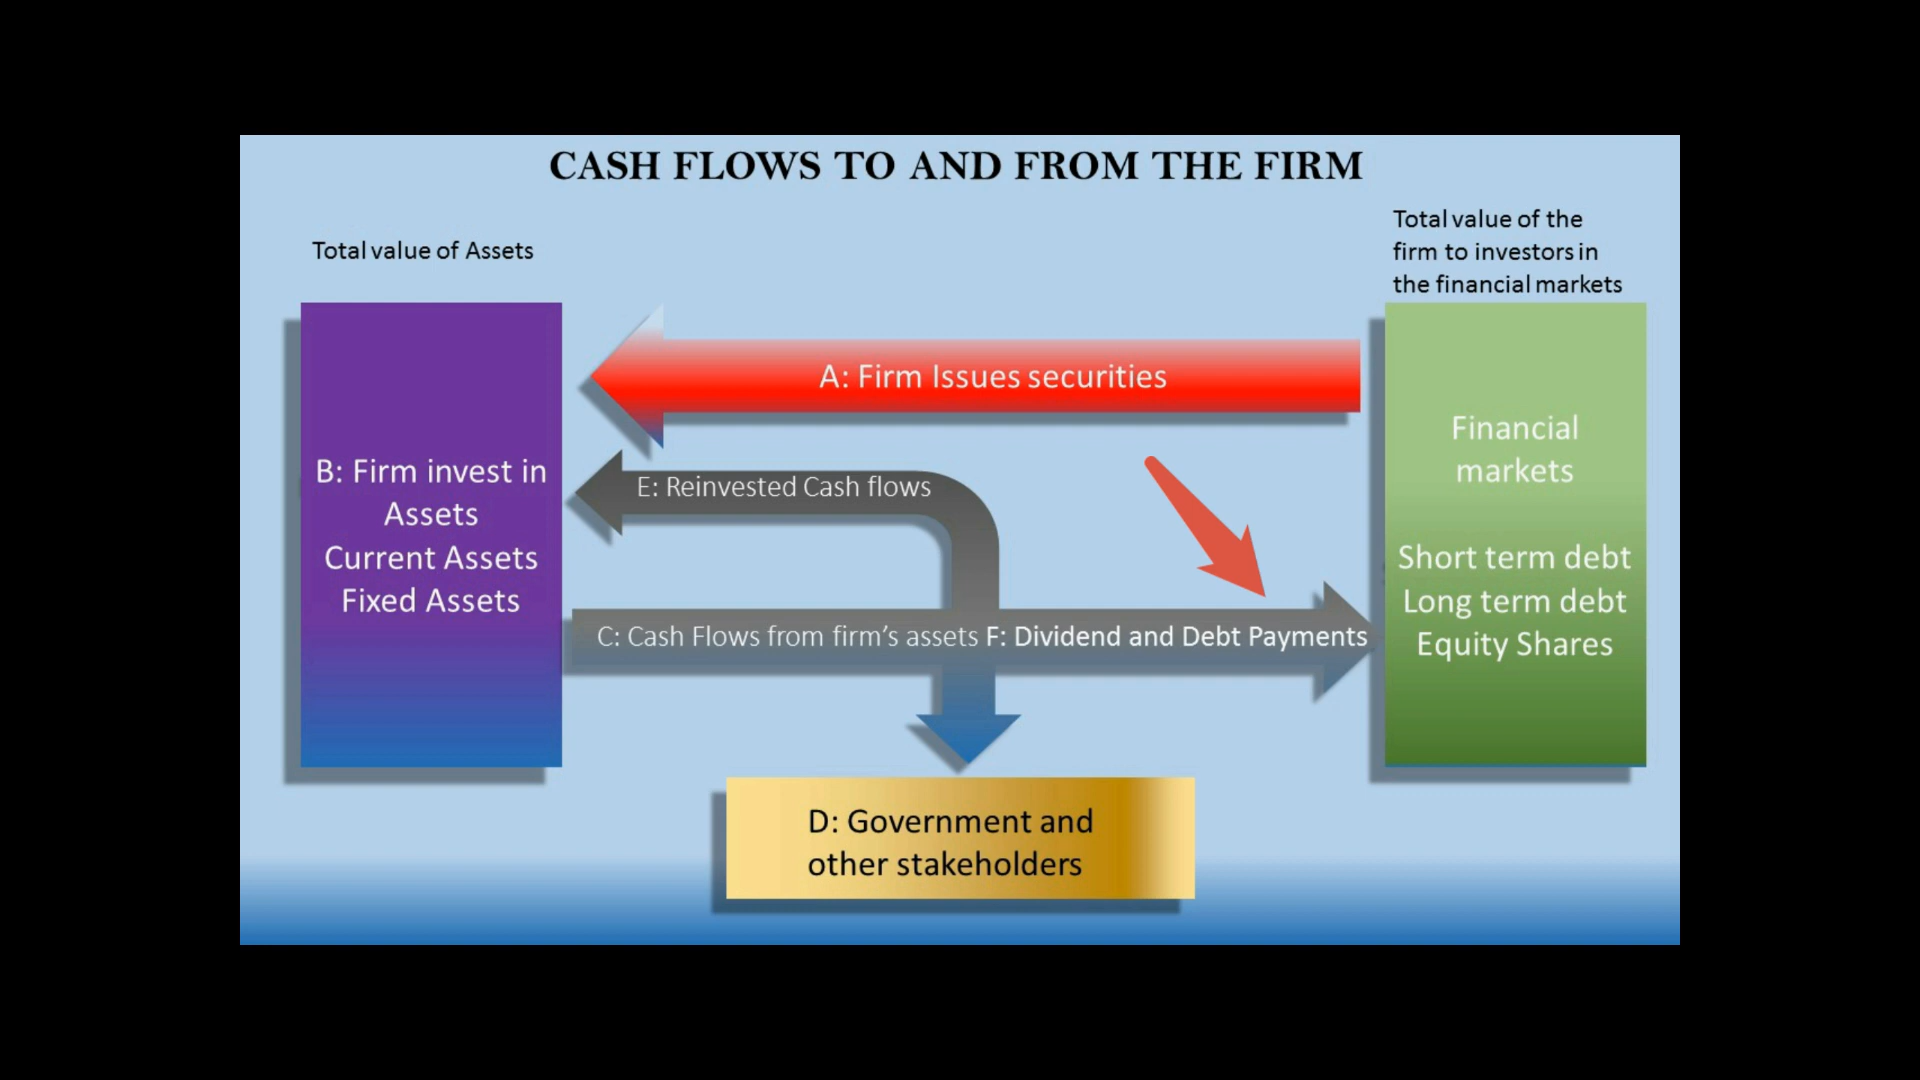 CASH FLOWS TO AND FROM THE FIRM
Total value of Assets
Total value of the
firm to investors in
the financial markets
A: Firm Issues securities
B: Firm invest in
Assets
Current Assets
Fixed Assets
E: Reinvested Cash flows
Financial
markets
Short term debt
Long term debt
Equity Shares
C: Cash Flows from firm’s assets F: Dividend and Debt Payments
D: Government and
other stakeholders